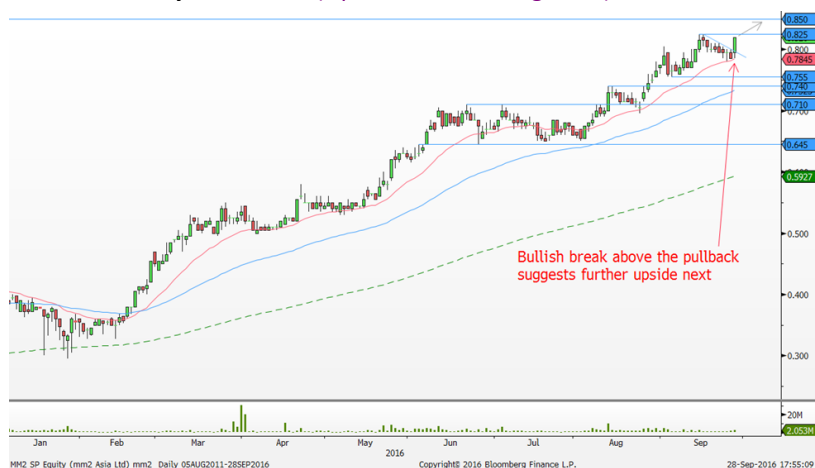 0.850
0.825
0.800
0.7845
0.755
0.740
0.710
0.700
0.645
0.5927
0.500
0.400
0.300
Bullish break above the pullback
suggests further upside next
20M
2.053M
Jan Feb Mar Apr May Jun Jul Aug Sep
2016
MM2 SP Equity (mm2 Asia Ltd) mm2 Daily 05AUG2011-28SEP2016 Copyright© 2016 Bloomberg Finance L.P. 28-Sep-2016 17:55:09